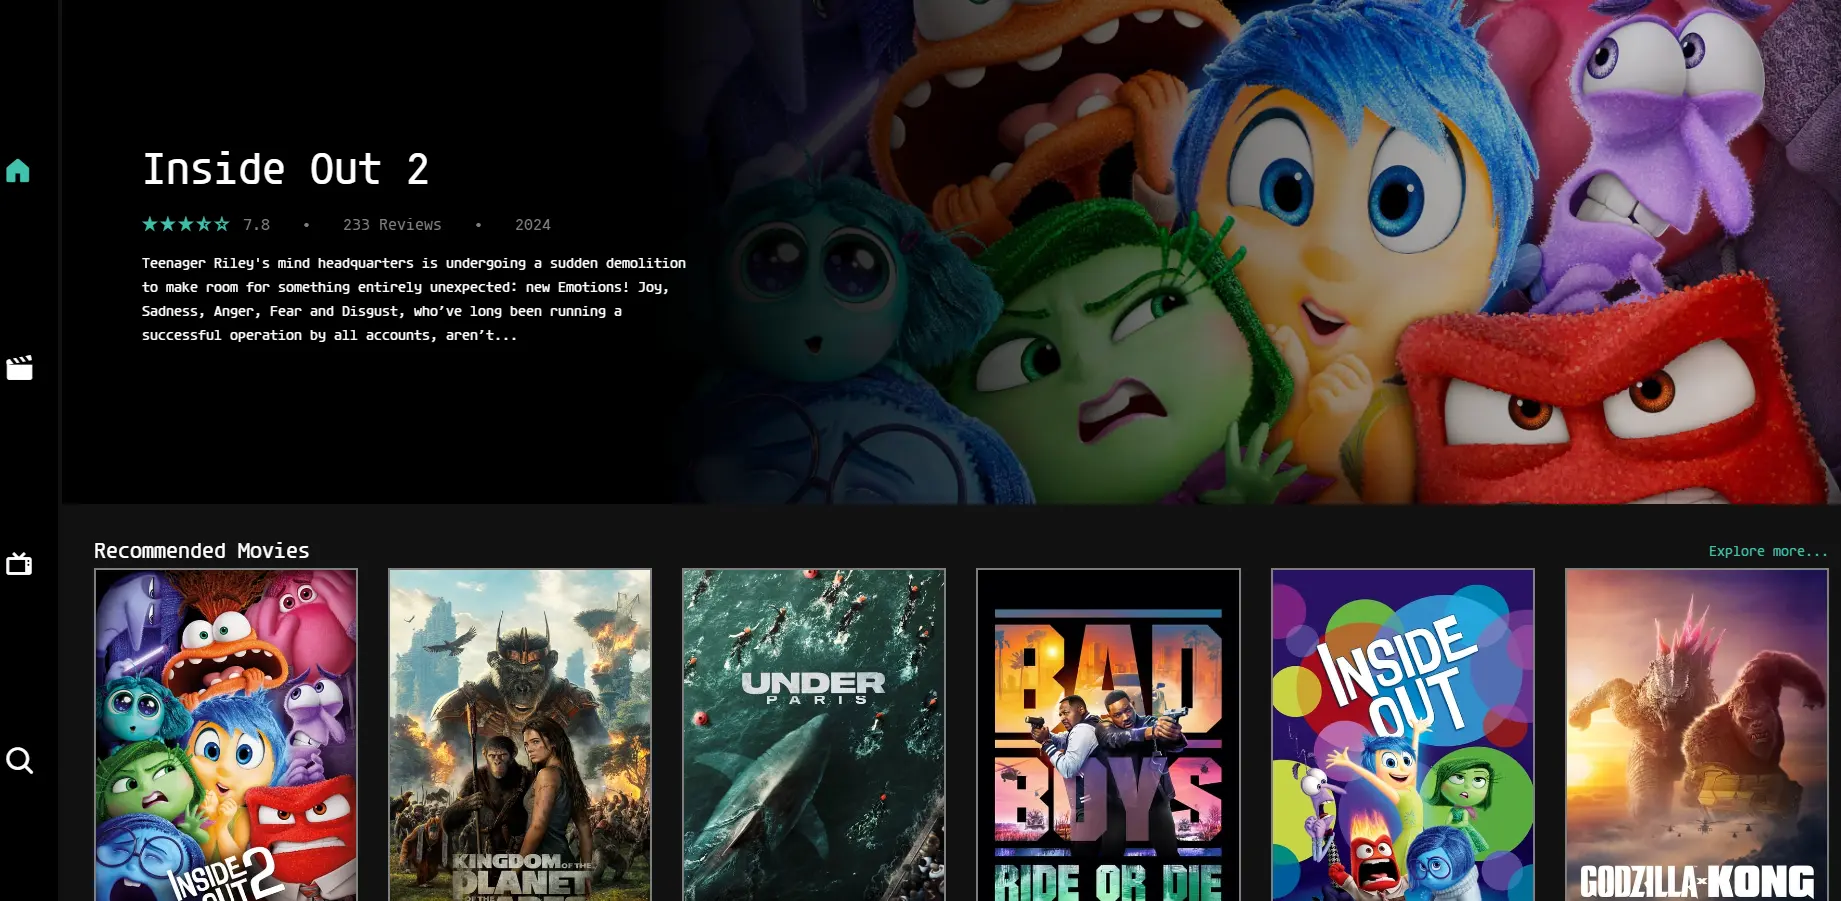 Inside Out 2
7.8 • 233 Reviews • 2024
Teenager Riley's mind headquarters is undergoing a sudden demolition
to make room for something entirely unexpected: new Emotions! Joy,
Sadness, Anger, Fear and Disgust, who’ve long been running a
successful operation by all accounts, aren’t...
Recommended Movies
Explore more...
INSIDE
OUT 2
KINGDOM OF THE
PLANET
OF THE APES
UNDER
PARIS
BAD
BOYS
RIDE OR DIE
INSIDE
OUT
GODZILLA x KONG